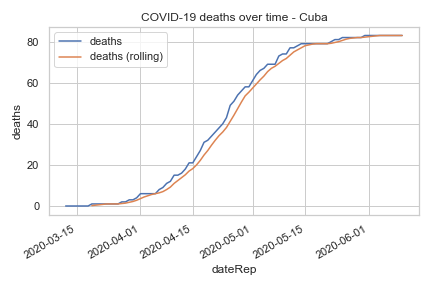 COVID-19 deaths over time - Cuba
deaths
deaths (rolling)
80
60
40
20
0
deaths
2020-03-15
2020-04-01
2020-04-15
2020-05-01
2020-05-15
2020-06-01
dateRep